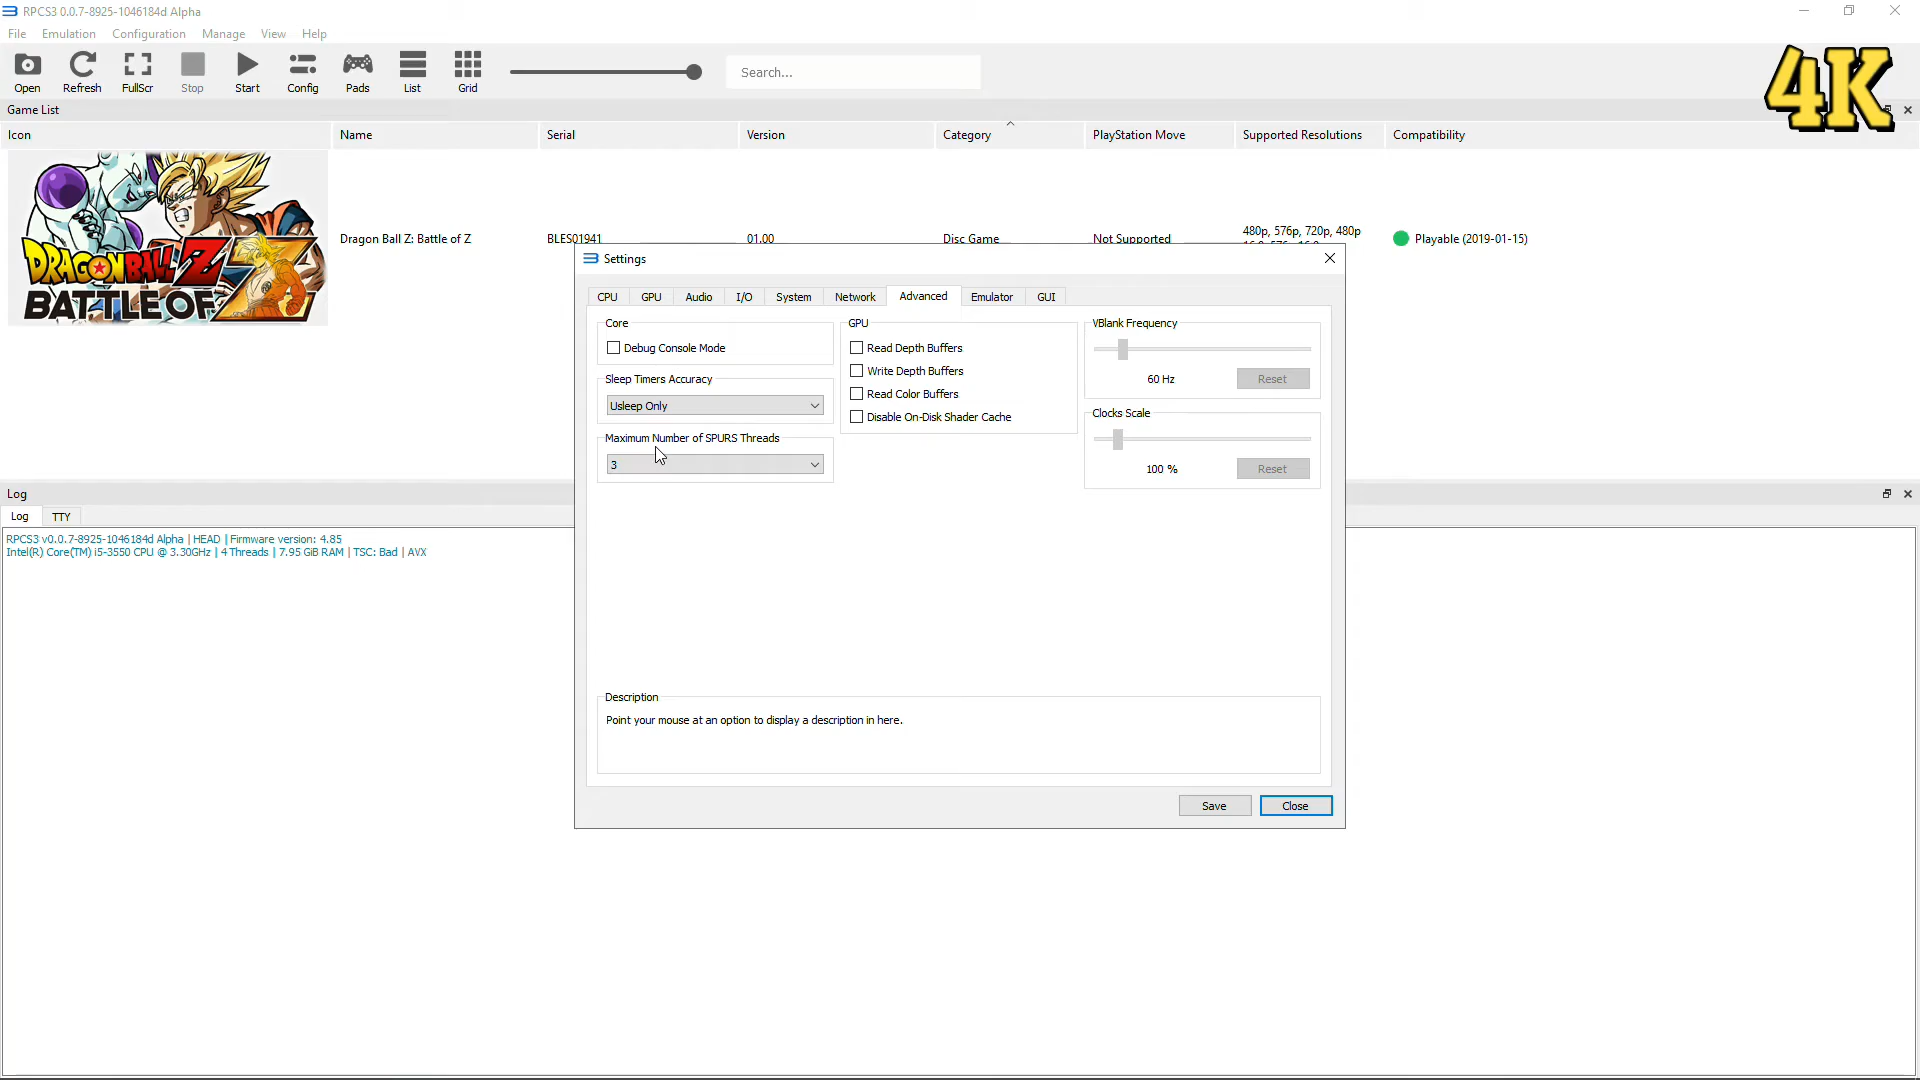 RPCS3 0.0.7-8925-1046184d Alpha
File Emulation Configuration Manage View Help
Open Refresh FullScr Stop Start Config Pads List Grid Search...
4K
Game List
Icon Name Serial Version Category PlayStation Move Supported Resolutions Compatibility
DRAGON BALL Z
BATTLE OF Z
Dragon Ball Z: Battle of Z BLES01941 01.00 Disc Game Not Supported 480p, 576p, 720p, 480p Playable (2019-01-15)
Settings
CPU GPU Audio I/O System Network Advanced Emulator GUI
Core
Debug Console Mode
Sleep Timers Accuracy
Usleep Only
Maximum Number of SPURS Threads
3
GPU
Read Depth Buffers
Write Depth Buffers
Read Color Buffers
Disable On-Disk Shader Cache
VBlank Frequency
60 Hz Reset
Clocks Scale
100 % Reset
Description
Point your mouse at an option to display a description in here.
Save Close
Log
Log TTY
RPCS3 v0.0.7-8925-1046184d Alpha | HEAD | Firmware version: 4.85
Intel(R) Core(TM) i5-3550 CPU @ 3.30GHz | 4 Threads | 7.95 GiB RAM | TSC: Bad | AVX